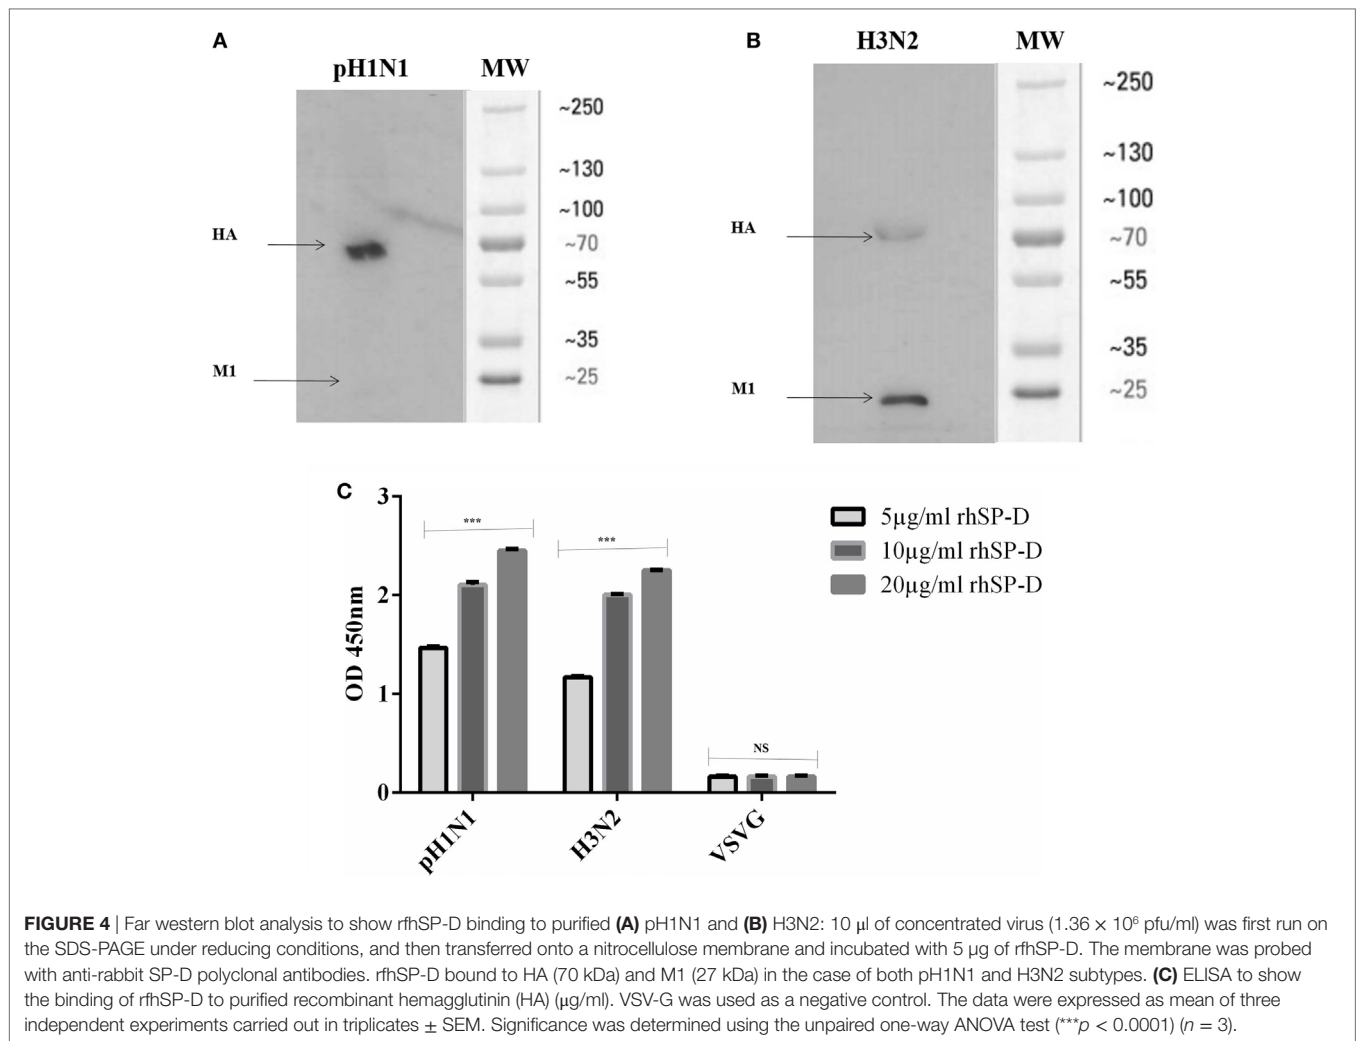 A
pH1N1 MW
~250
~130
~100
HA
~70
~55
~35
M1
~25
B
H3N2 MW
~250
~130
~100
HA
~70
~55
~35
M1
~25
C
3
2
1
0
OD 450nm
***
***
NS
pH1N1
H3N2
VSVG
5µg/ml rhSP-D
10µg/ml rhSP-D
20µg/ml rhSP-D
FIGURE 4 | Far western blot analysis to show rfhSP-D binding to purified (A) pH1N1 and (B) H3N2: 10 µl of concentrated virus (1.36 × 10⁶ pfu/ml) was first run on
the SDS-PAGE under reducing conditions, and then transferred onto a nitrocellulose membrane and incubated with 5 µg of rfhSP-D. The membrane was probed
with anti-rabbit SP-D polyclonal antibodies. rfhSP-D bound to HA (70 kDa) and M1 (27 kDa) in the case of both pH1N1 and H3N2 subtypes. (C) ELISA to show
the binding of rfhSP-D to purified recombinant hemagglutinin (HA) (µg/ml). VSV-G was used as a negative control. The data were expressed as mean of three
independent experiments carried out in triplicates ± SEM. Significance was determined using the unpaired one-way ANOVA test (***p < 0.0001) (n = 3).